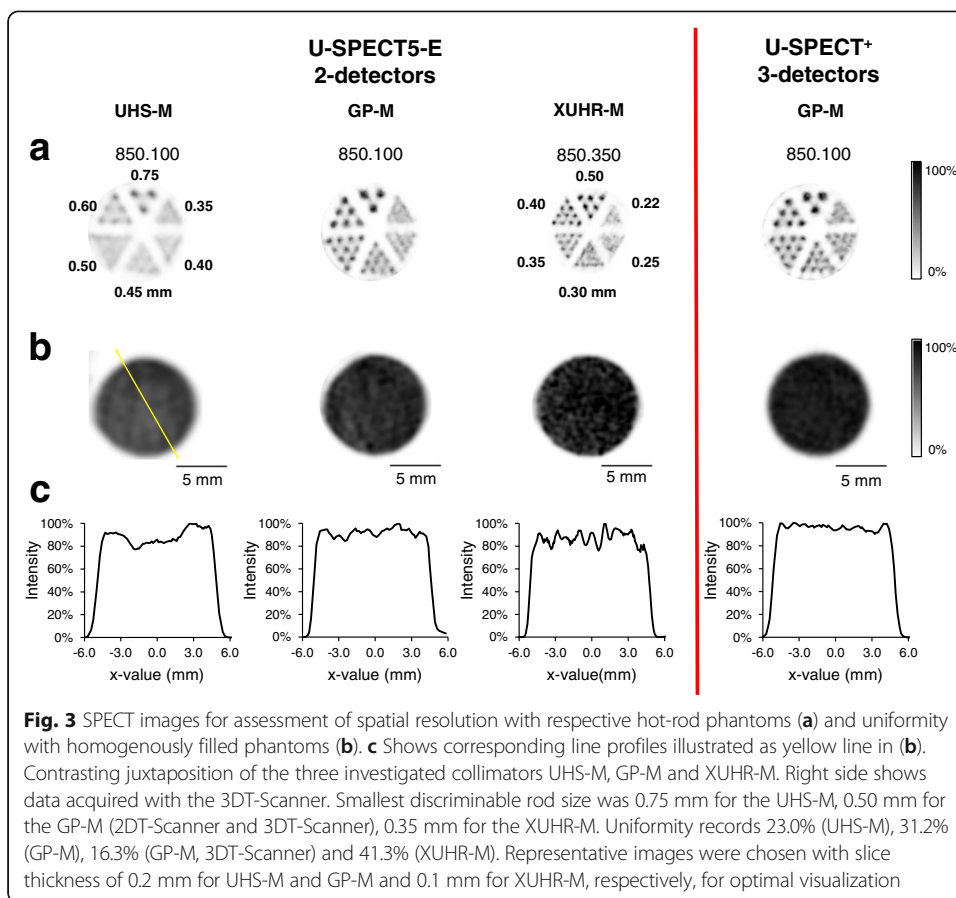 U-SPECT5-E
2-detectors
U-SPECT+
3-detectors
UHS-M
GP-M
XUHR-M
GP-M
a
850.100
850.100
850.350
850.100
0.75
0.60
0.35
0.50
0.40
0.45 mm
0.50
0.40
0.22
0.35
0.25
0.30 mm
100%
0%
b
100%
0%
5 mm
5 mm
5 mm
5 mm
c
Intensity
100%
80%
60%
40%
20%
0%
-6.0 -3.0 0.0 3.0 6.0
x-value (mm)
Intensity
100%
80%
60%
40%
20%
0%
-6.0 -3.0 0.0 3.0 6.0
x-value (mm)
Intensity
100%
80%
60%
40%
20%
0%
-6.0 -3.0 0.0 3.0 6.0
x-value(mm)
Intensity
100%
80%
60%
40%
20%
0%
-6.0 -3.0 0.0 3.0 6.0
x-value (mm)
Fig. 3 SPECT images for assessment of spatial resolution with respective hot-rod phantoms (a) and uniformity
with homogenously filled phantoms (b). c Shows corresponding line profiles illustrated as yellow line in (b).
Contrasting juxtaposition of the three investigated collimators UHS-M, GP-M and XUHR-M. Right side shows
data acquired with the 3DT-Scanner. Smallest discriminable rod size was 0.75 mm for the UHS-M, 0.50 mm for
the GP-M (2DT-Scanner and 3DT-Scanner), 0.35 mm for the XUHR-M. Uniformity records 23.0% (UHS-M), 31.2%
(GP-M), 16.3% (GP-M, 3DT-Scanner) and 41.3% (XUHR-M). Representative images were chosen with slice
thickness of 0.2 mm for UHS-M and GP-M and 0.1 mm for XUHR-M, respectively, for optimal visualization